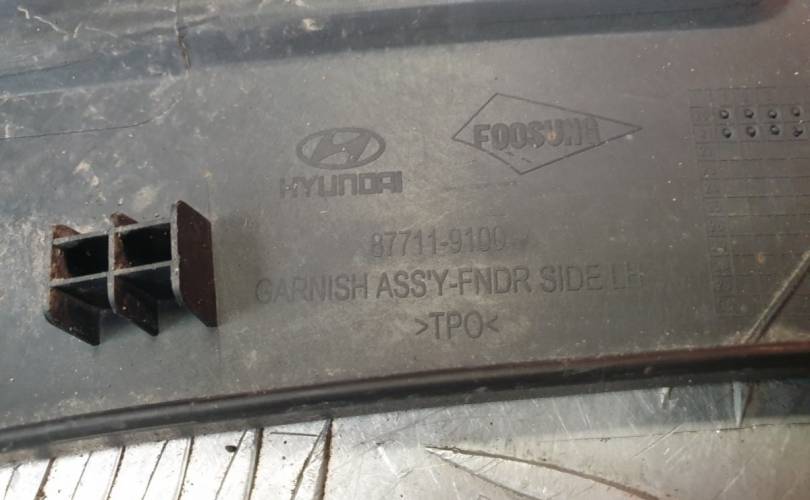 HYUNDAI
FOOSUNG
87711-9100
GARNISH ASS'Y-FNDR SIDE LH
>TPO<